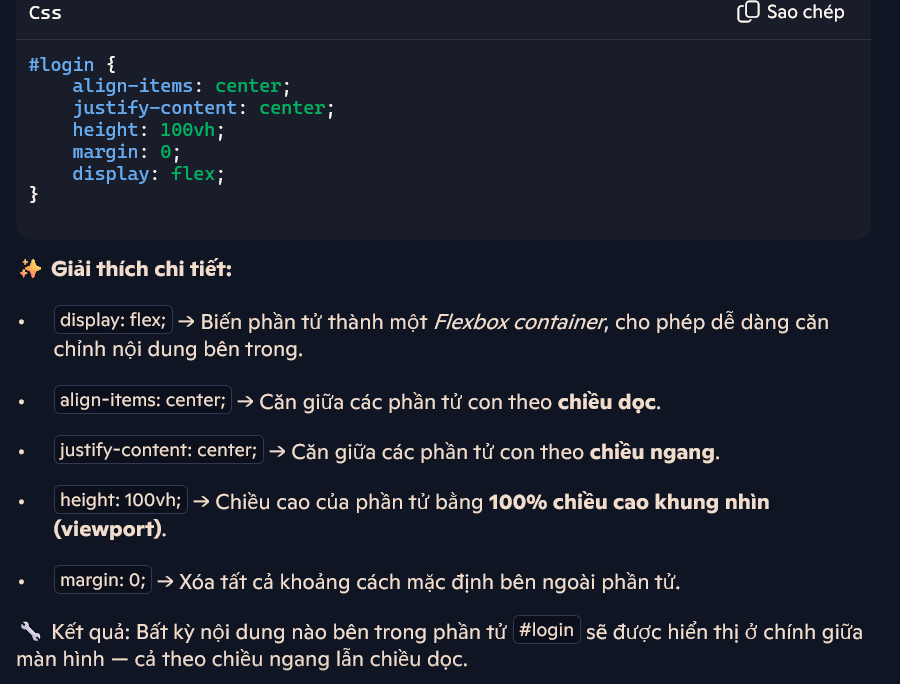 Css
Sao chép
#login {
align-items: center;
justify-content: center;
height: 100vh;
margin: 0;
display: flex;
}
✨ Giải thích chi tiết:
• display: flex; → Biến phần tử thành một Flexbox container, cho phép dễ dàng căn
chỉnh nội dung bên trong.
• align-items: center; → Căn giữa các phần tử con theo chiều dọc.
• justify-content: center; → Căn giữa các phần tử con theo chiều ngang.
• height: 100vh; → Chiều cao của phần tử bằng 100% chiều cao khung nhìn
(viewport).
• margin: 0; → Xóa tất cả khoảng cách mặc định bên ngoài phần tử.
🔧 Kết quả: Bất kỳ nội dung nào bên trong phần tử #login sẽ được hiển thị ở chính giữa
màn hình — cả theo chiều ngang lẫn chiều dọc.